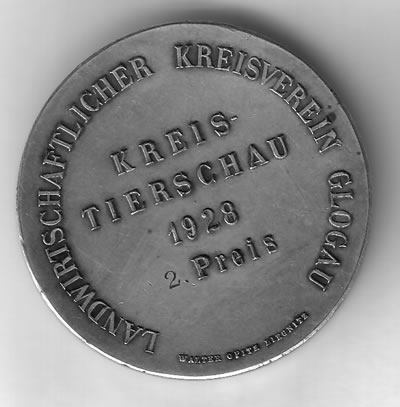 LANDWIRTSCHAFTLICHER KREISVEREIN GLOGAU
KREIS-
TIERSCHAU
1928
2. Preis
WALTER OPITZ LIEGNITZ